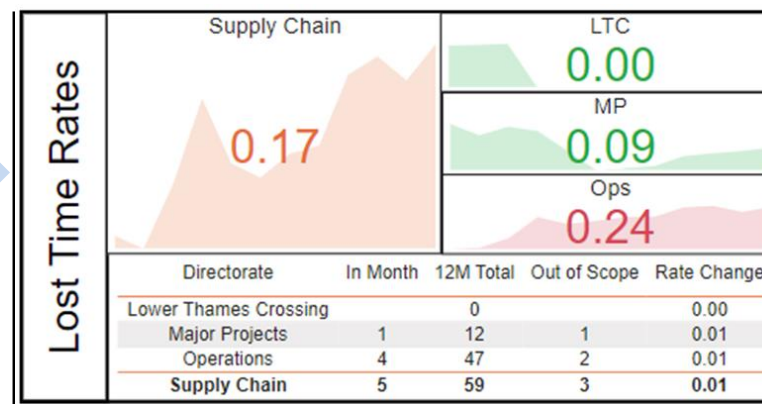 Lost Time Rates
Supply Chain
0.17
LTC
0.00
MP
0.09
Ops
0.24
Directorate In Month 12M Total Out of Scope Rate Change
Lower Thames Crossing 0 0.00
Major Projects 1 12 1 0.01
Operations 4 47 2 0.01
Supply Chain 5 59 3 0.01